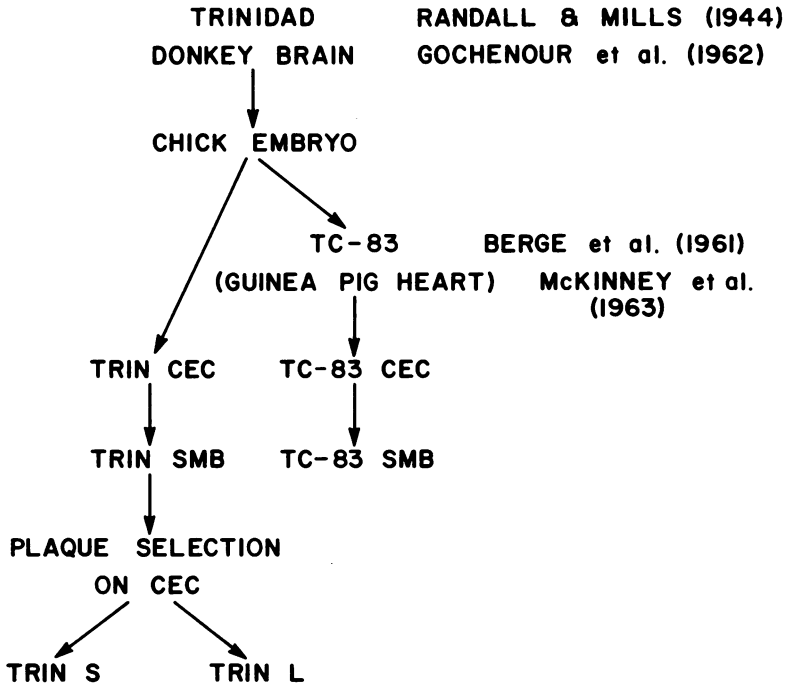 TRINIDAD RANDALL & MILLS (1944)
DONKEY BRAIN GOCHENOUR et al. (1962)
CHICK EMBRYO
TC-83 BERGE et al. (1961)
(GUINEA PIG HEART) McKINNEY et al.
(1963)
TRIN CEC TC-83 CEC
TRIN SMB TC-83 SMB
PLAQUE SELECTION
ON CEC
TRIN S TRIN L